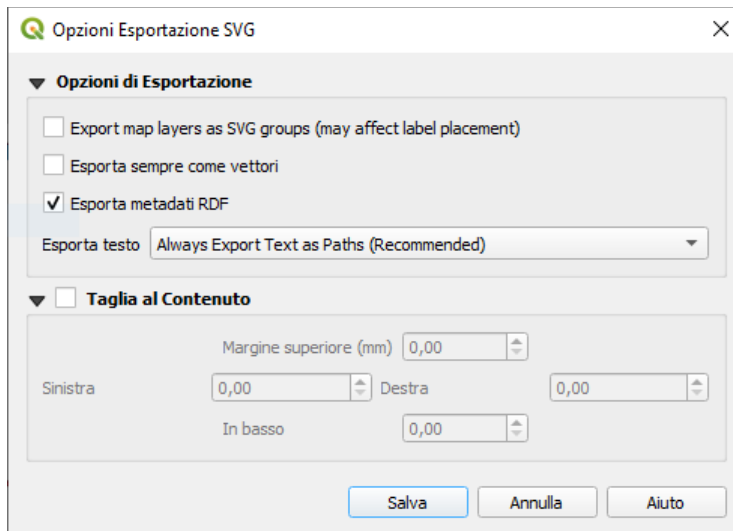 Opzioni Esportazione SVG
Opzioni di Esportazione
Export map layers as SVG groups (may affect label placement)
Esporta sempre come vettori
Esporta metadati RDF
Esporta testo Always Export Text as Paths (Recommended)
Taglia al Contenuto
Margine superiore (mm) 0,00
Sinistra 0,00 Destra 0,00
In basso 0,00
Salva Annulla Aiuto